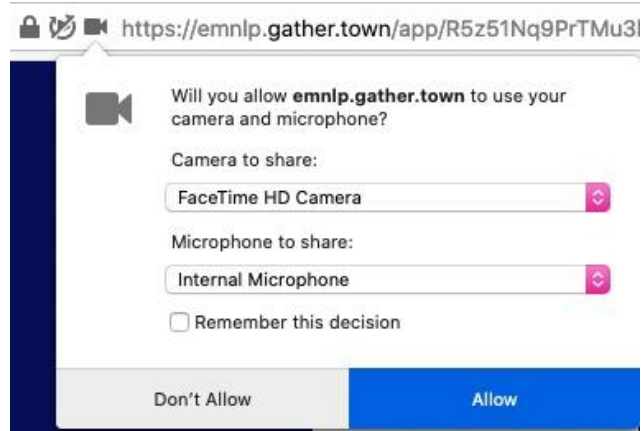 https://emnlp.gather.town/app/R5z51Nq9PrTMu3
Will you allow emnlp.gather.town to use your
camera and microphone?
Camera to share:
FaceTime HD Camera
Microphone to share:
Internal Microphone
Remember this decision
Don't Allow
Allow